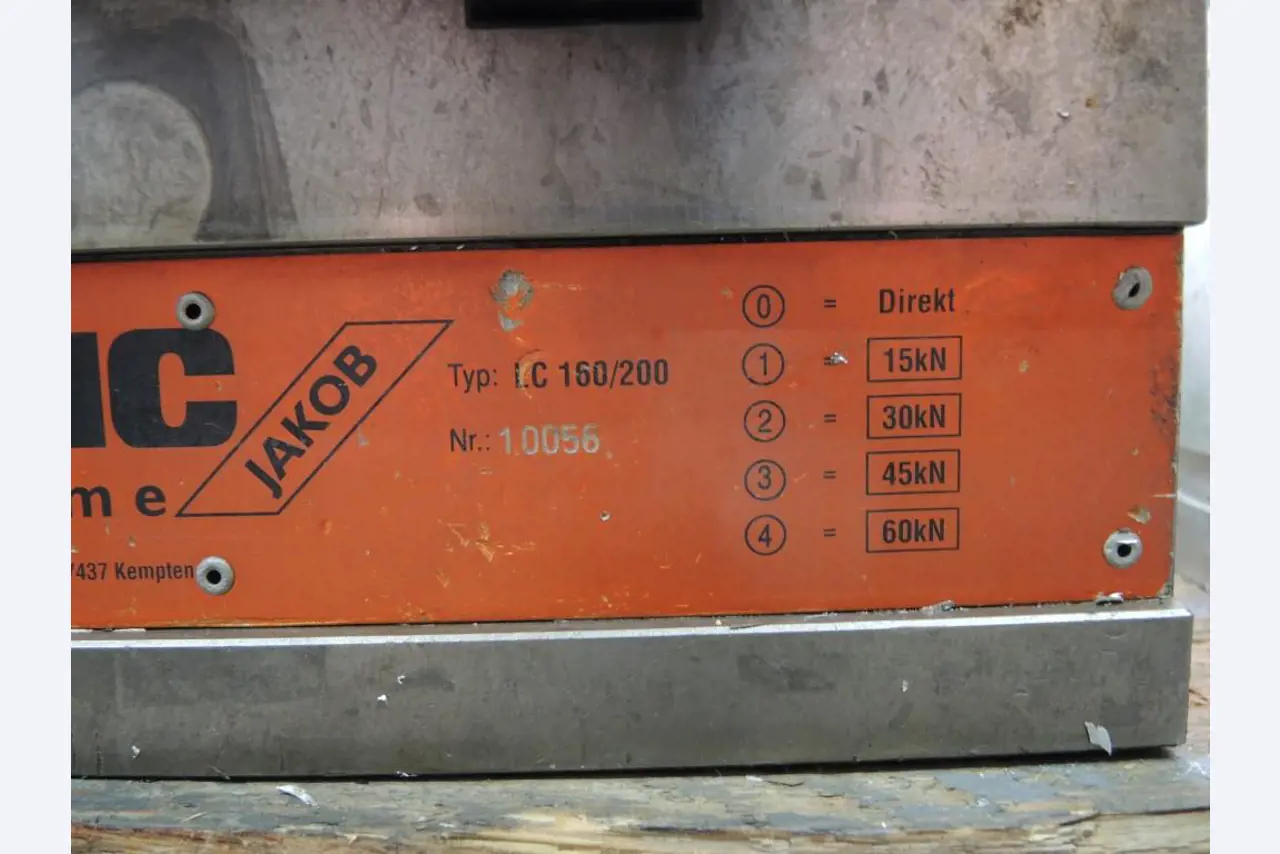 JAKOB
Typ: LC 160/200
Nr.: 10056
0 = Direkt
1 = 15kN
2 = 30kN
3 = 45kN
4 = 60kN
437 Kempten